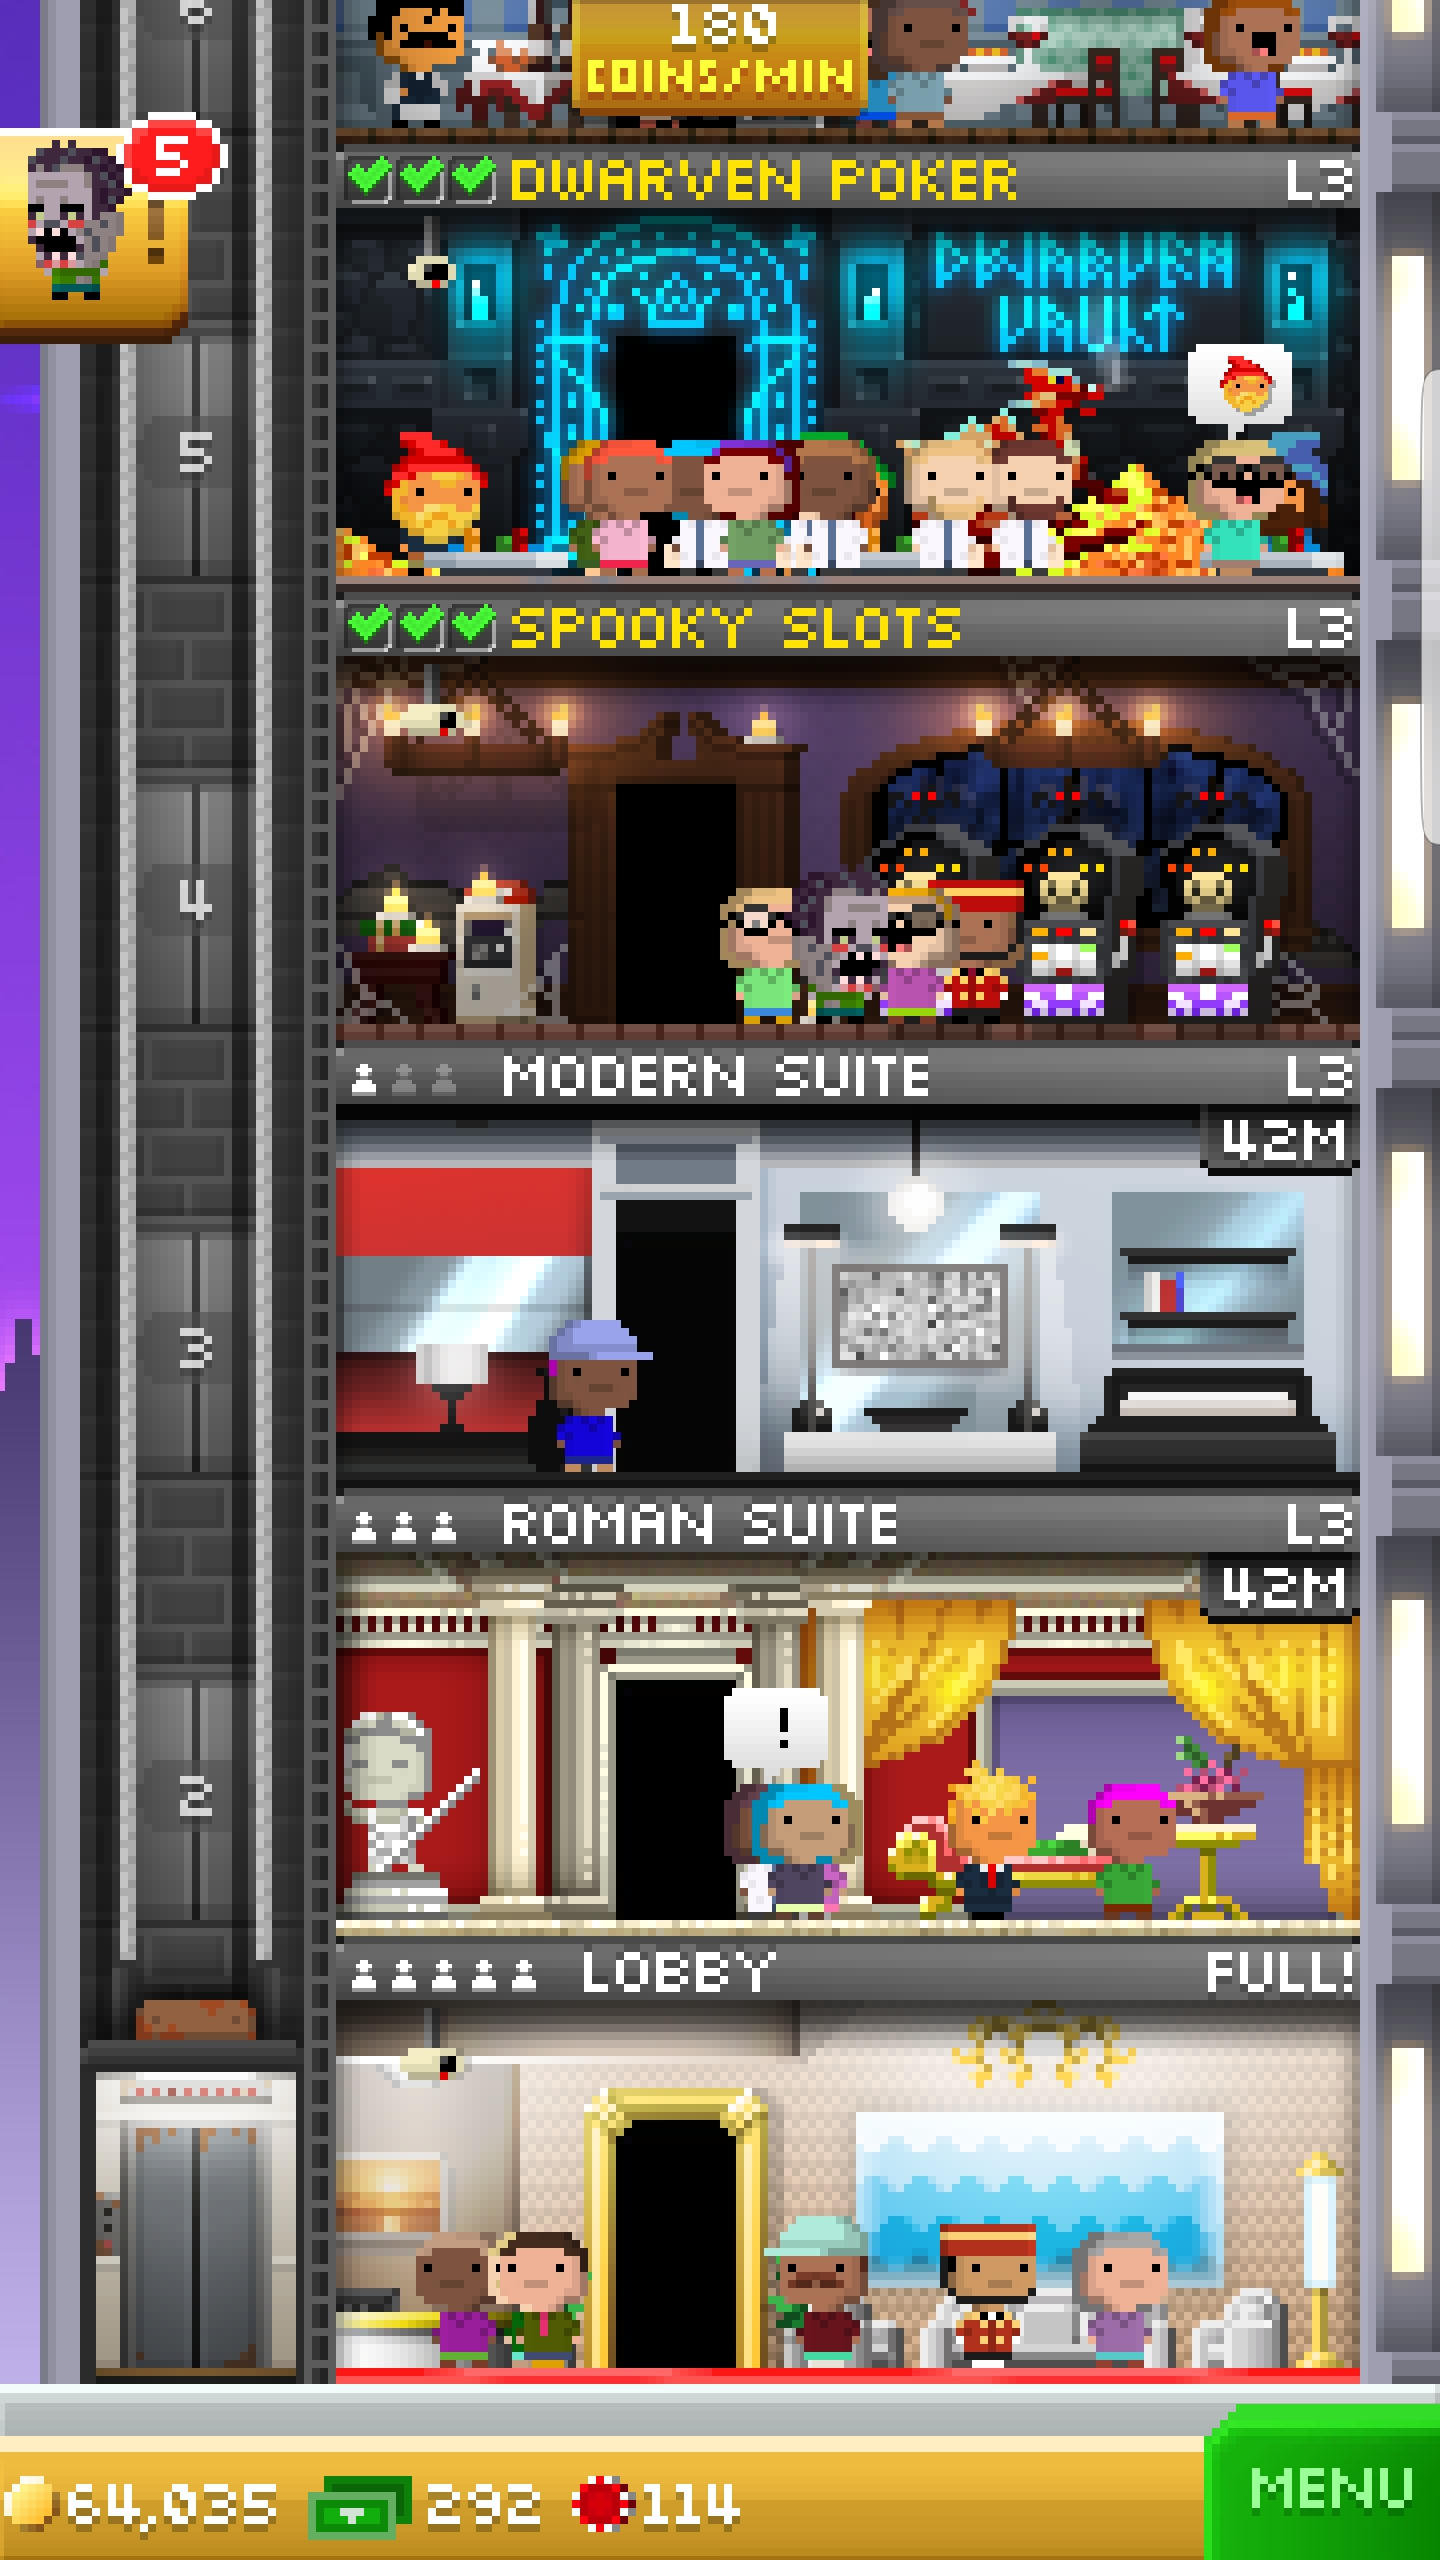 180
COINS/MIN
5
!
DWARVEN POKER L3
DWARVEN
VAULT
5
SPOOKY SLOTS L3
4
MODERN SUITE L3
42M
3
ROMAN SUITE L3
42M
!
2
LOBBY FULL!
64,035 292 114
MENU